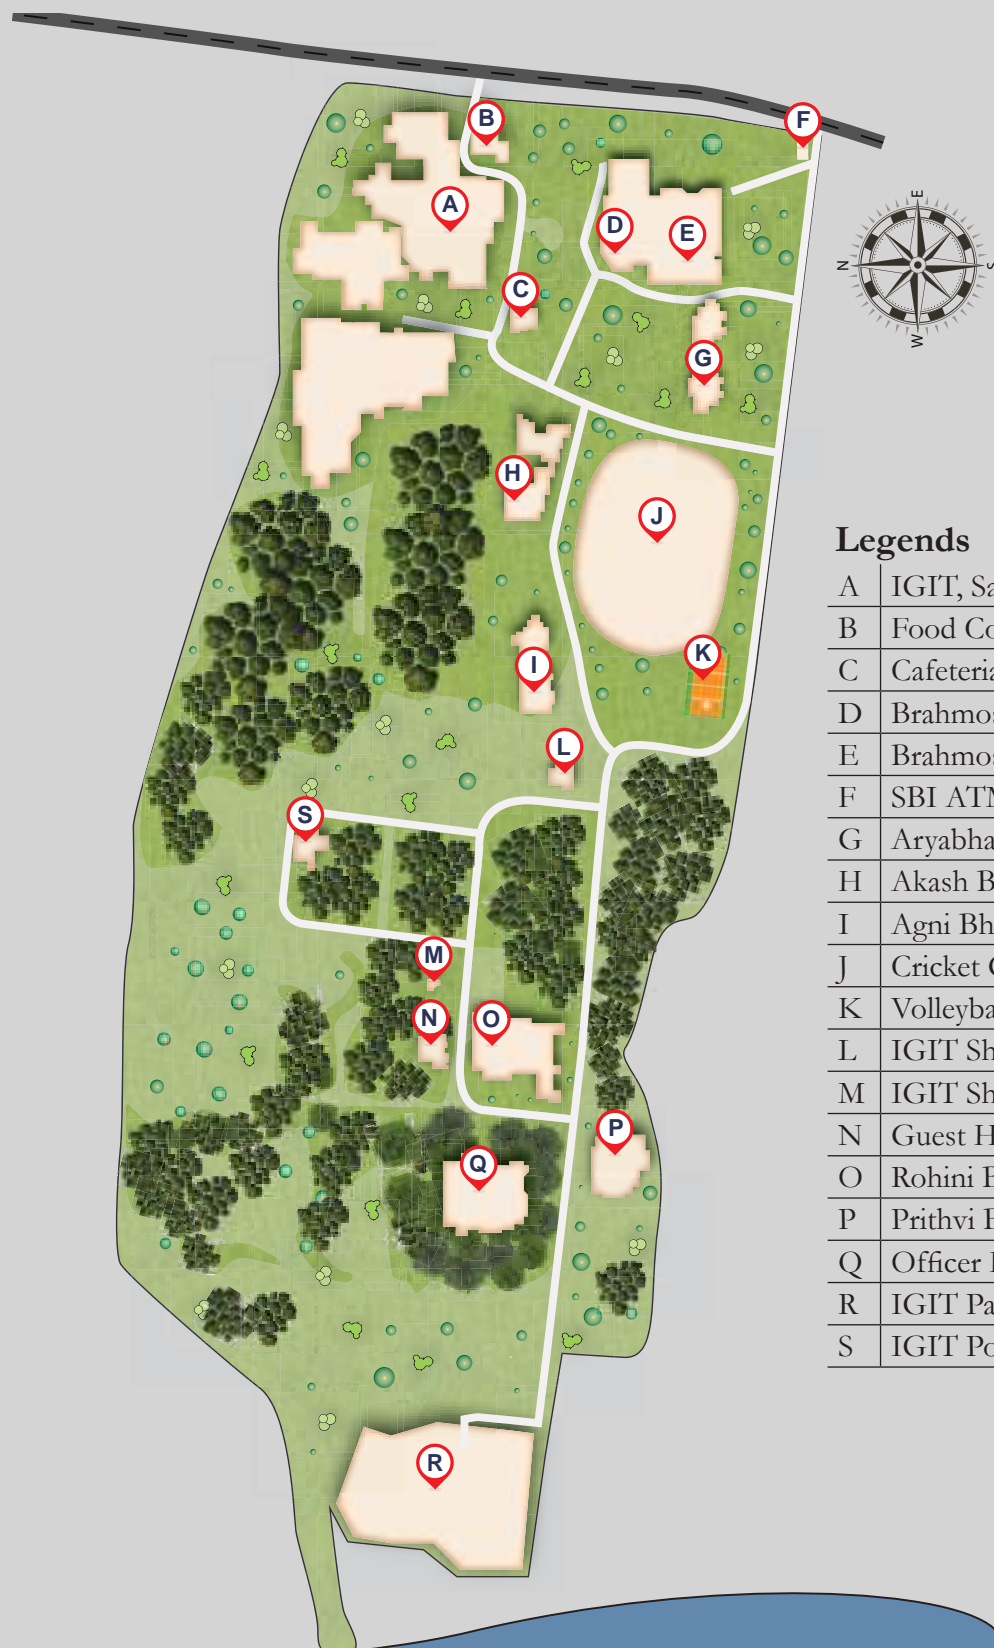 B
F
A
D
E
C
G
H
J
K
I
L
S
M
N
O
P
Q
R
E
N
S
W
Legends
A IGIT, Sa
B Food Co
C Cafeteria
D Brahmos
E Brahmos
F SBI ATM
G Aryabha
H Akash B
I Agni Bh
J Cricket G
K Volleyba
L IGIT Sh
M IGIT Sh
N Guest H
O Rohini B
P Prithvi B
Q Officer
R IGIT Pa
S IGIT Po